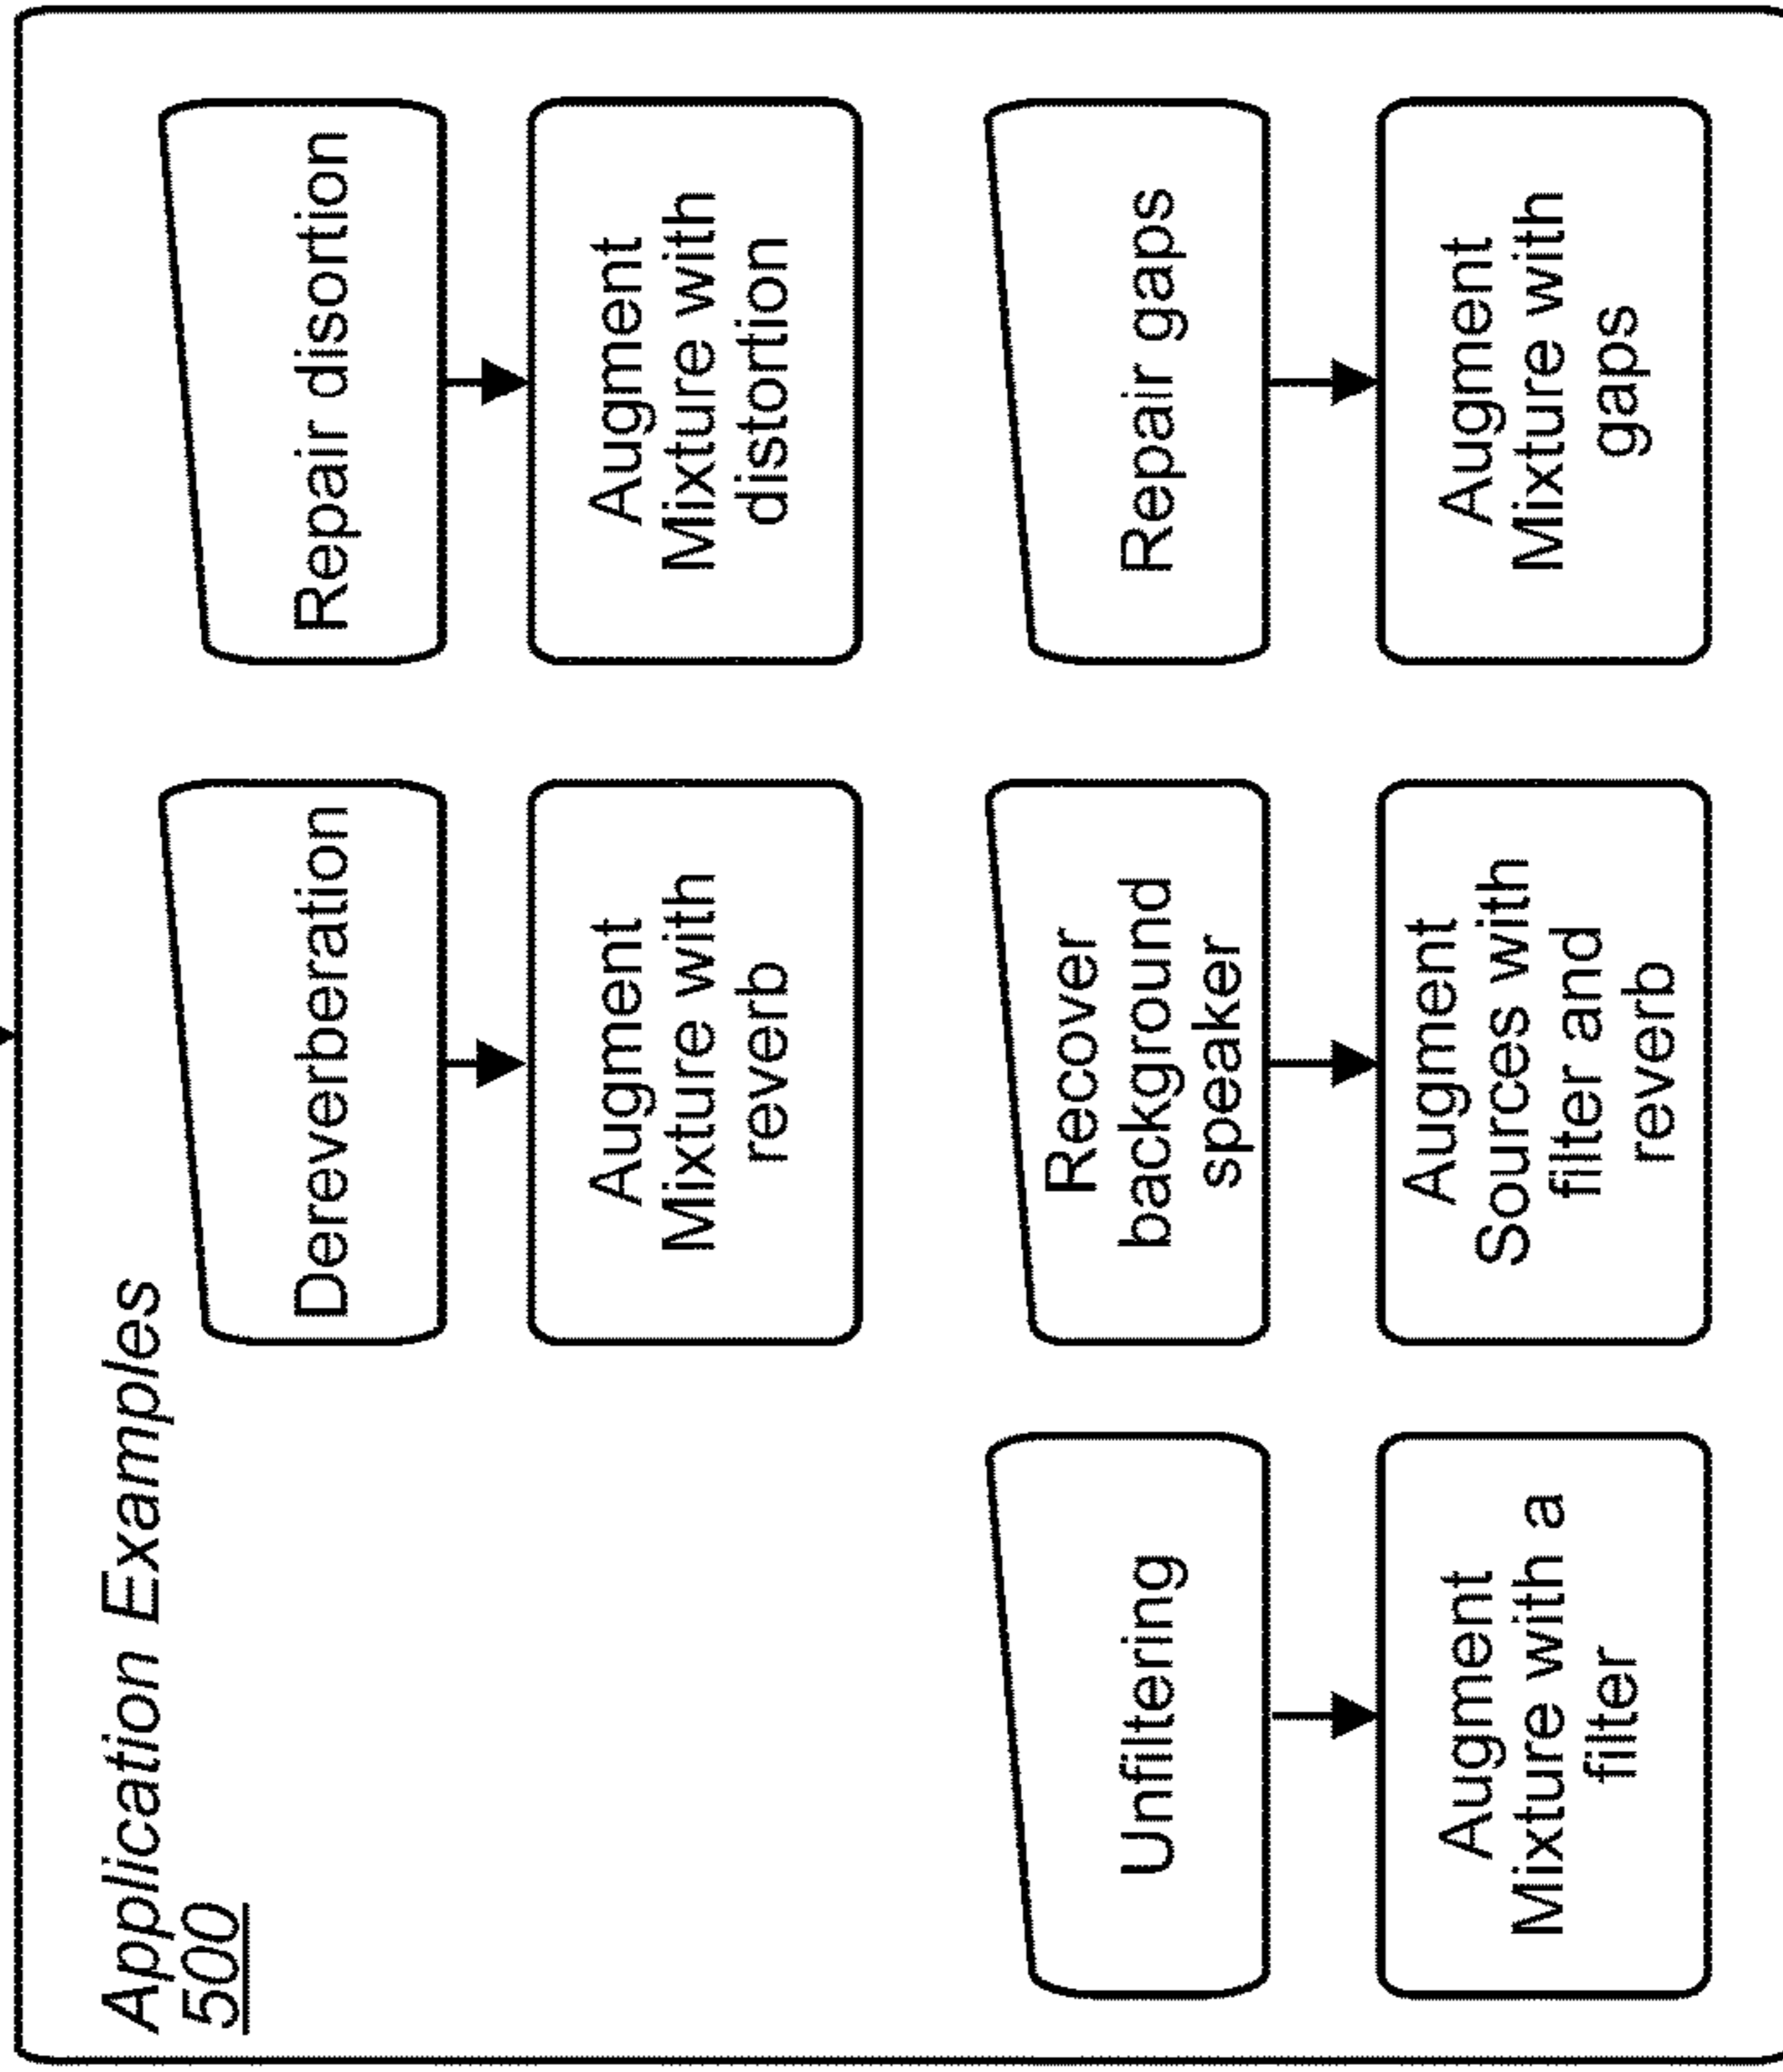 Application Examples
500
Dereverberation
Augment
Mixture with
reverb
Repair disortion
Augment
Mixture with
distortion
Unfiltering
Augment
Mixture with a
filter
Recover
background
speaker
Augment
Sources with
filter and
reverb
Repair gaps
Augment
Mixture with
gaps